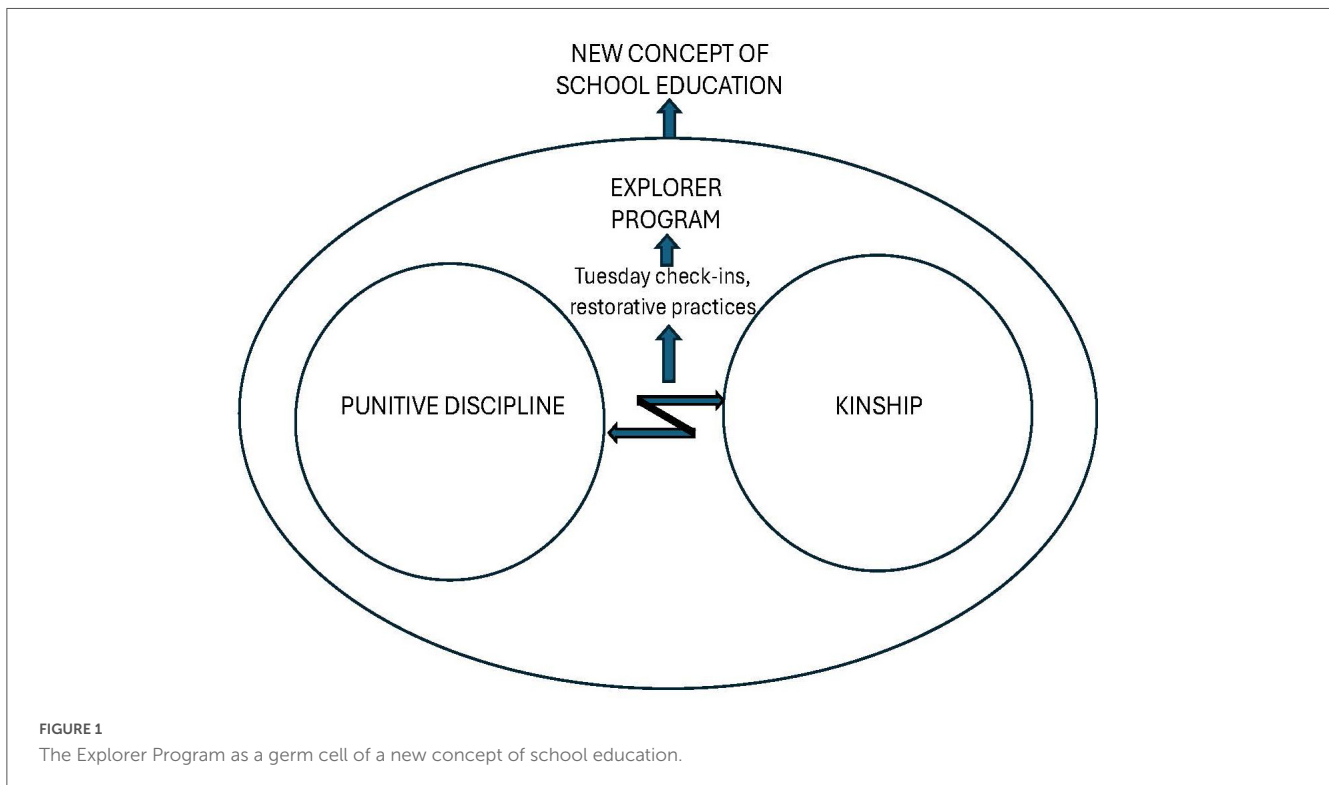 NEW CONCEPT OF
SCHOOL EDUCATION
EXPLORER
PROGRAM
Tuesday check-ins,
restorative practices
PUNITIVE DISCIPLINE
KINSHIP
FIGURE 1
The Explorer Program as a germ cell of a new concept of school education.